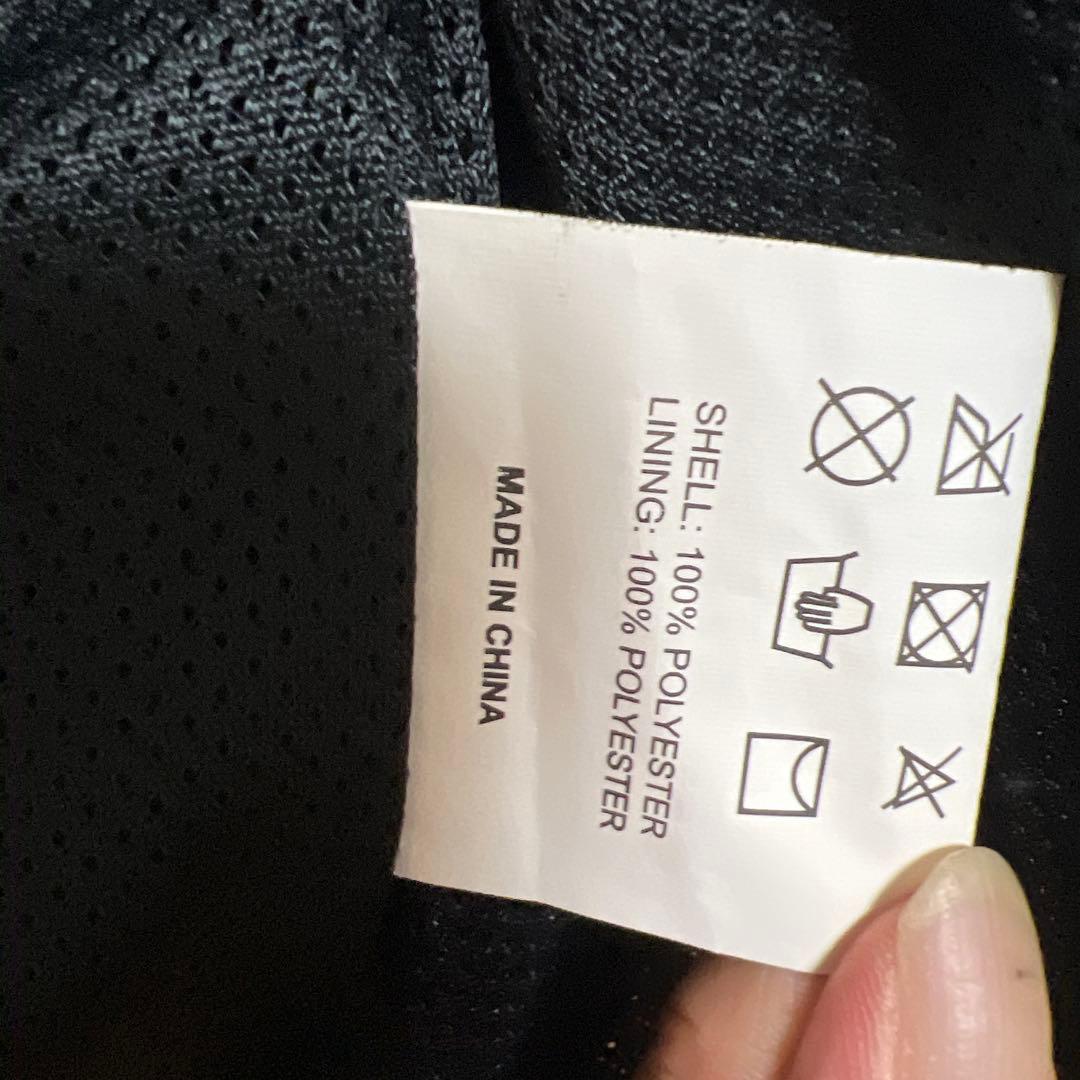 SHELL: 100% POLYESTER
LINING: 100% POLYESTER
MADE IN CHINA